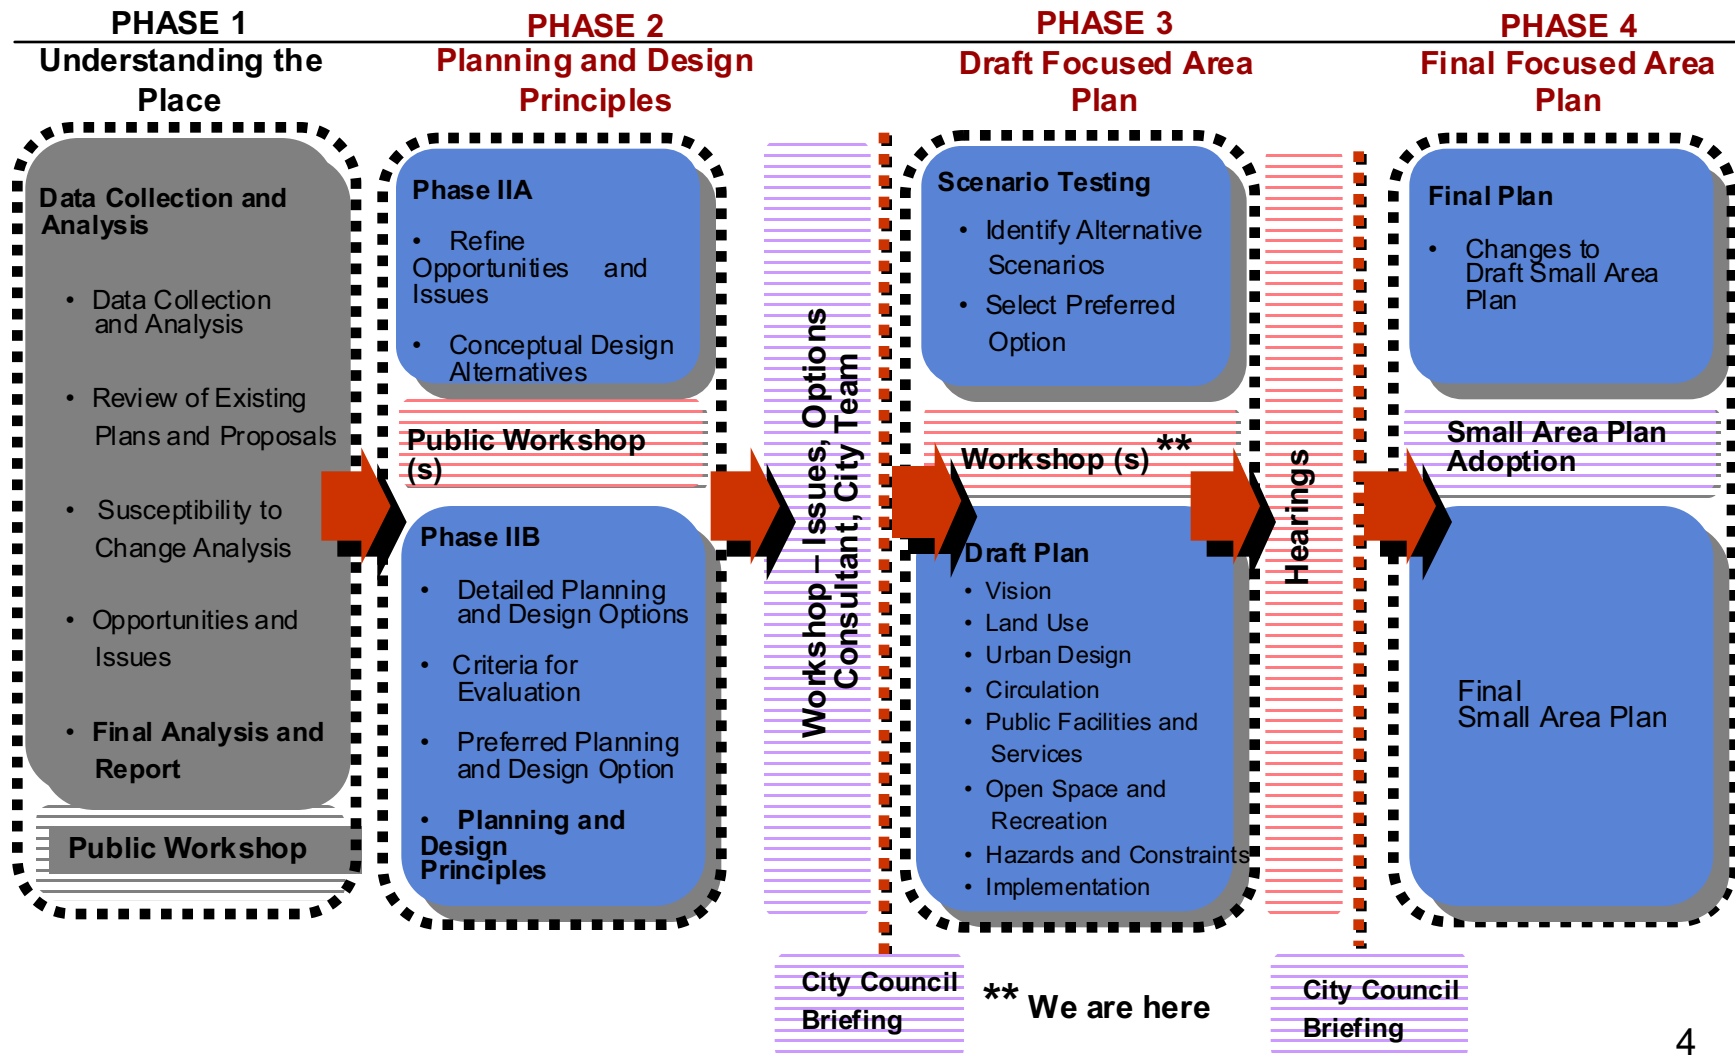 PHASE 1
Understanding the
Place
Data Collection and
Analysis
• Data Collection
and Analysis
• Review of Existing
Plans and Proposals
• Susceptibility to
Change Analysis
• Opportunities and
Issues
• Final Analysis and
Report
Public Workshop
PHASE 2
Planning and Design
Principles
Phase IIA
• Refine
Opportunities and
Issues
• Conceptual Design
Alternatives
Public Workshop
(s)
Phase IIB
• Detailed Planning
and Design Options
• Criteria for
Evaluation
• Preferred Planning
and Design Option
• Planning and
Design
Principles
Workshop – Issues, Options
Consultant, City Team
City Council
Briefing
PHASE 3
Draft Focused Area
Plan
Scenario Testing
• Identify Alternative
Scenarios
• Select Preferred
Option
Workshop (s) **
Draft Plan
• Vision
• Land Use
• Urban Design
• Circulation
• Public Facilities and
Services
• Open Space and
Recreation
• Hazards and Constraints
• Implementation
** We are here
Hearings
City Council
Briefing
PHASE 4
Final Focused Area
Plan
Final Plan
• Changes to
Draft Small Area
Plan
Small Area Plan
Adoption
Final
Small Area Plan
4